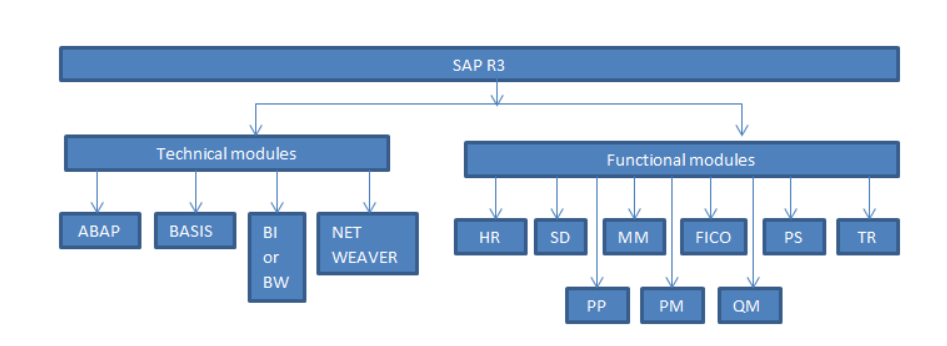 SAP R3
Technical modules
Functional modules
ABAP
BASIS
BI
or
BW
NET
WEAVER
HR
SD
MM
FICO
PS
TR
PP
PM
QM